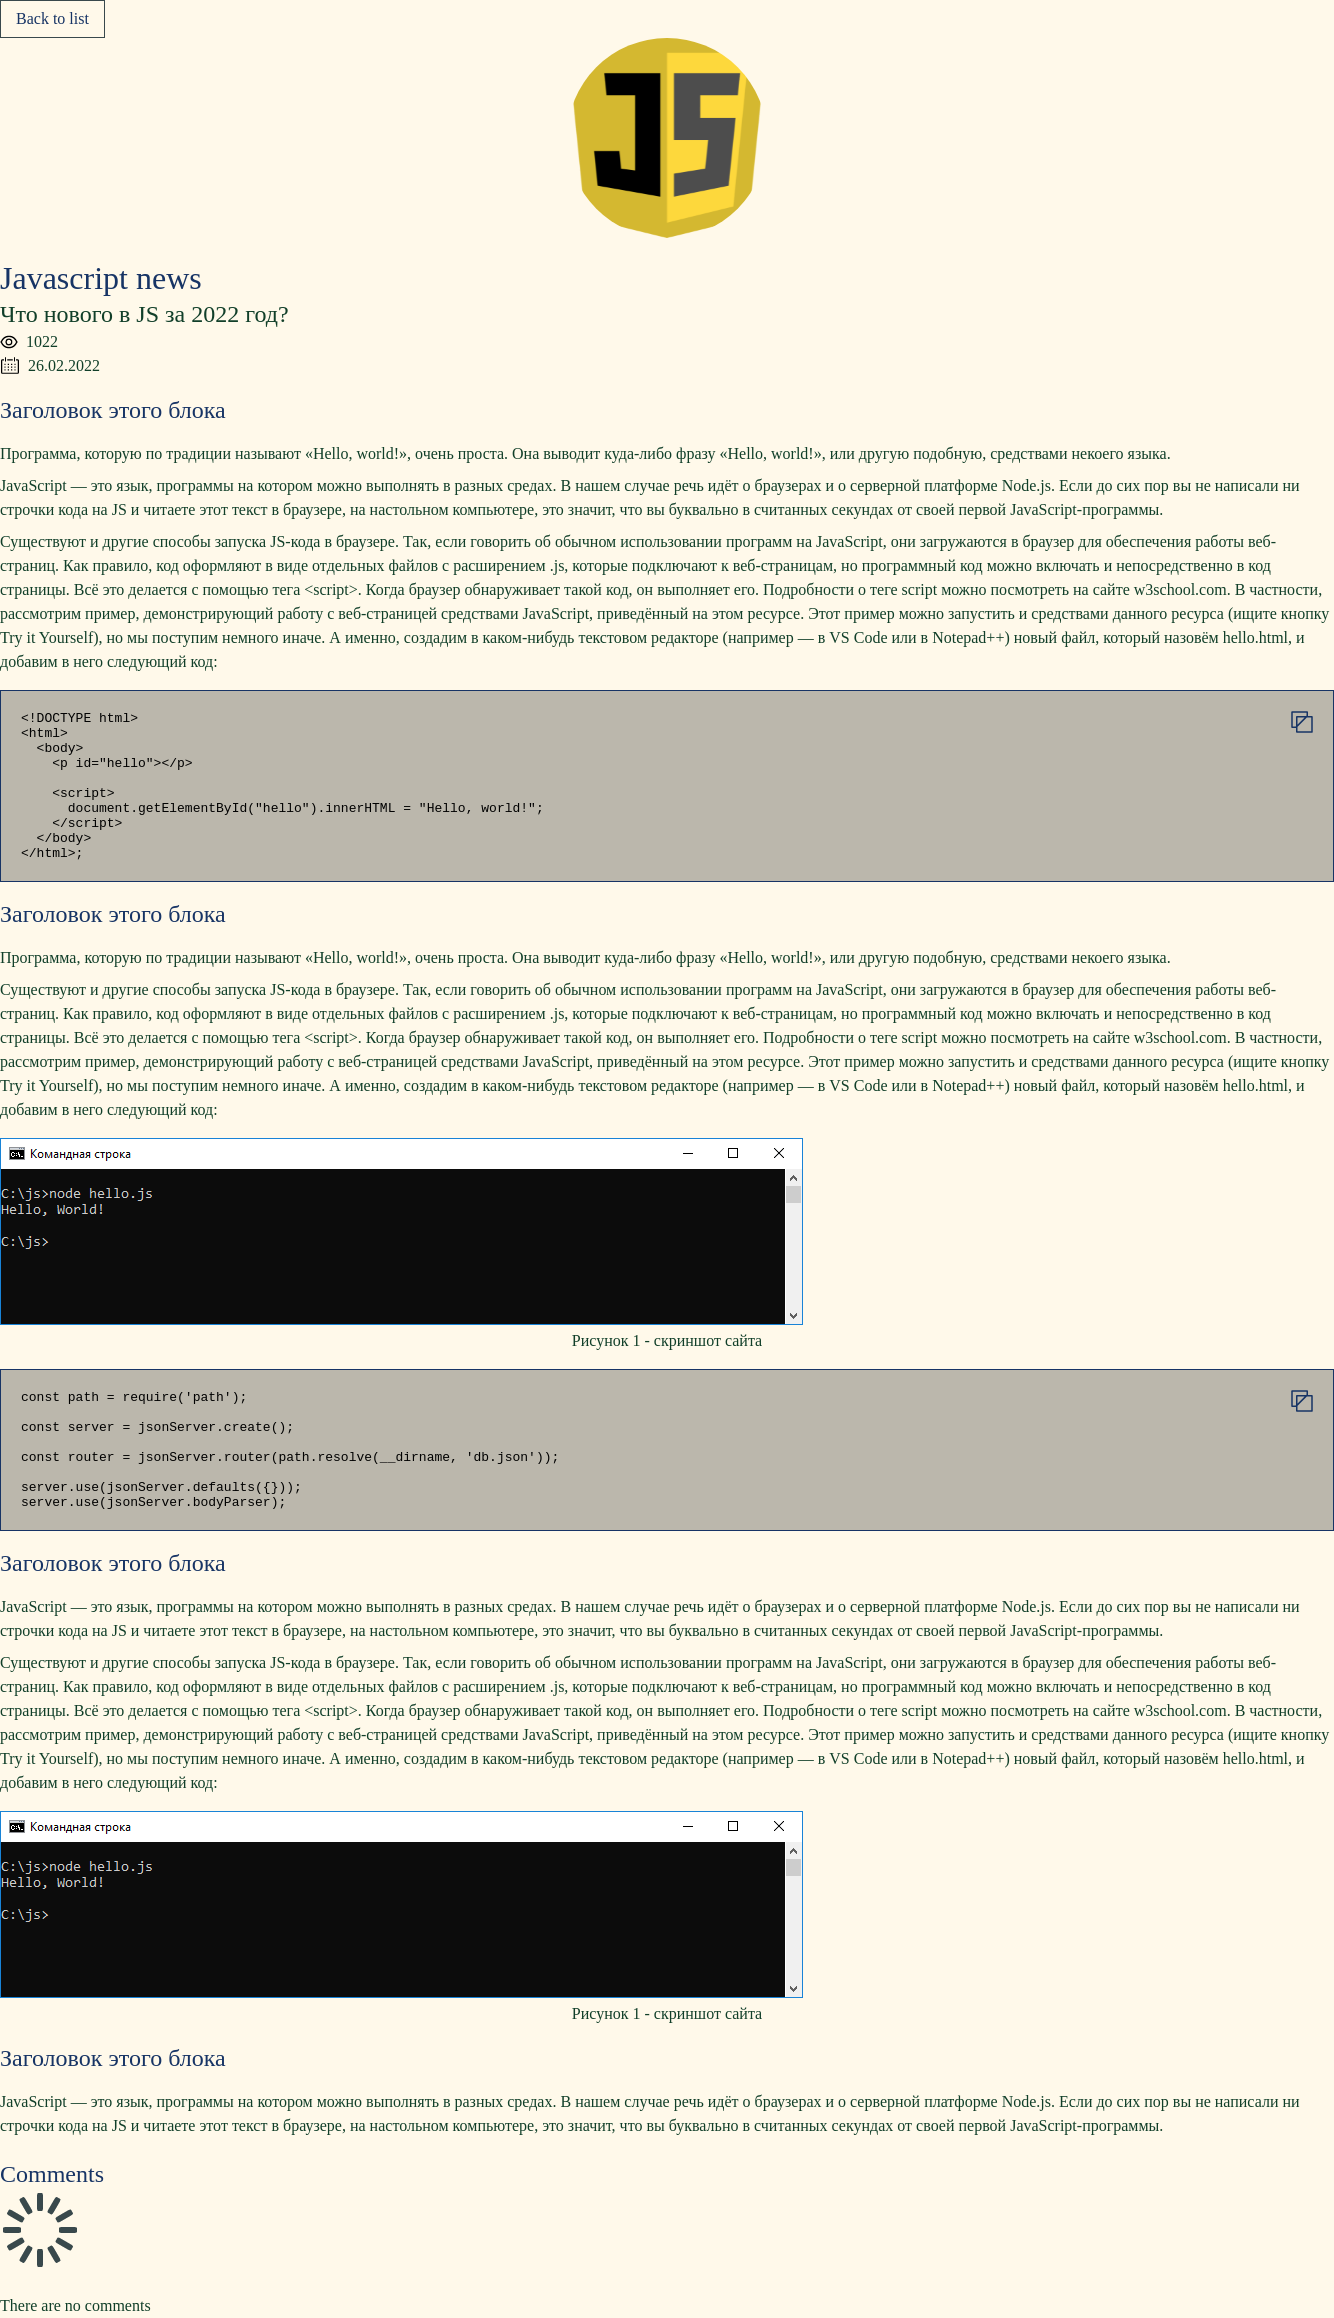 Back to list
JS
Javascript news
Что нового в JS за 2022 год?
1022
26.02.2022
Заголовок этого блока
Программа, которую по традиции называют «Hello, world!», очень проста. Она выводит куда-либо фразу «Hello, world!», или другую подобную, средствами некоего языка.
JavaScript — это язык, программы на котором можно выполнять в разных средах. В нашем случае речь идёт о браузерах и о серверной платформе Node.js. Если до сих пор вы не написали ни
строчки кода на JS и читаете этот текст в браузере, на настольном компьютере, это значит, что вы буквально в считанных секундах от своей первой JavaScript-программы.
Существуют и другие способы запуска JS-кода в браузере. Так, если говорить об обычном использовании программ на JavaScript, они загружаются в браузер для обеспечения работы веб-
страниц. Как правило, код оформляют в виде отдельных файлов с расширением .js, которые подключают к веб-страницам, но программный код можно включать и непосредственно в код
страницы. Всё это делается с помощью тега <script>. Когда браузер обнаруживает такой код, он выполняет его. Подробности о теге script можно посмотреть на сайте w3school.com. В частности,
рассмотрим пример, демонстрирующий работу с веб-страницей средствами JavaScript, приведённый на этом ресурсе. Этот пример можно запустить и средствами данного ресурса (ищите кнопку
Try it Yourself), но мы поступим немного иначе. А именно, создадим в каком-нибудь текстовом редакторе (например — в VS Code или в Notepad++) новый файл, который назовём hello.html, и
добавим в него следующий код:
<!DOCTYPE html>
<html>
  <body>
    <p id="hello"></p>
    <script>
      document.getElementById("hello").innerHTML = "Hello, world!";
    </script>
  </body>
</html>;
Заголовок этого блока
Программа, которую по традиции называют «Hello, world!», очень проста. Она выводит куда-либо фразу «Hello, world!», или другую подобную, средствами некоего языка.
Существуют и другие способы запуска JS-кода в браузере. Так, если говорить об обычном использовании программ на JavaScript, они загружаются в браузер для обеспечения работы веб-
страниц. Как правило, код оформляют в виде отдельных файлов с расширением .js, которые подключают к веб-страницам, но программный код можно включать и непосредственно в код
страницы. Всё это делается с помощью тега <script>. Когда браузер обнаруживает такой код, он выполняет его. Подробности о теге script можно посмотреть на сайте w3school.com. В частности,
рассмотрим пример, демонстрирующий работу с веб-страницей средствами JavaScript, приведённый на этом ресурсе. Этот пример можно запустить и средствами данного ресурса (ищите кнопку
Try it Yourself), но мы поступим немного иначе. А именно, создадим в каком-нибудь текстовом редакторе (например — в VS Code или в Notepad++) новый файл, который назовём hello.html, и
добавим в него следующий код:
Командная строка
C:\js>node hello.js
Hello, World!
C:\js>
Рисунок 1 - скриншот сайта
const path = require('path');
const server = jsonServer.create();
const router = jsonServer.router(path.resolve(__dirname, 'db.json'));
server.use(jsonServer.defaults({}));
server.use(jsonServer.bodyParser);
Заголовок этого блока
JavaScript — это язык, программы на котором можно выполнять в разных средах. В нашем случае речь идёт о браузерах и о серверной платформе Node.js. Если до сих пор вы не написали ни
строчки кода на JS и читаете этот текст в браузере, на настольном компьютере, это значит, что вы буквально в считанных секундах от своей первой JavaScript-программы.
Существуют и другие способы запуска JS-кода в браузере. Так, если говорить об обычном использовании программ на JavaScript, они загружаются в браузер для обеспечения работы веб-
страниц. Как правило, код оформляют в виде отдельных файлов с расширением .js, которые подключают к веб-страницам, но программный код можно включать и непосредственно в код
страницы. Всё это делается с помощью тега <script>. Когда браузер обнаруживает такой код, он выполняет его. Подробности о теге script можно посмотреть на сайте w3school.com. В частности,
рассмотрим пример, демонстрирующий работу с веб-страницей средствами JavaScript, приведённый на этом ресурсе. Этот пример можно запустить и средствами данного ресурса (ищите кнопку
Try it Yourself), но мы поступим немного иначе. А именно, создадим в каком-нибудь текстовом редакторе (например — в VS Code или в Notepad++) новый файл, который назовём hello.html, и
добавим в него следующий код:
Командная строка
C:\js>node hello.js
Hello, World!
C:\js>
Рисунок 1 - скриншот сайта
Заголовок этого блока
JavaScript — это язык, программы на котором можно выполнять в разных средах. В нашем случае речь идёт о браузерах и о серверной платформе Node.js. Если до сих пор вы не написали ни
строчки кода на JS и читаете этот текст в браузере, на настольном компьютере, это значит, что вы буквально в считанных секундах от своей первой JavaScript-программы.
Comments
There are no comments